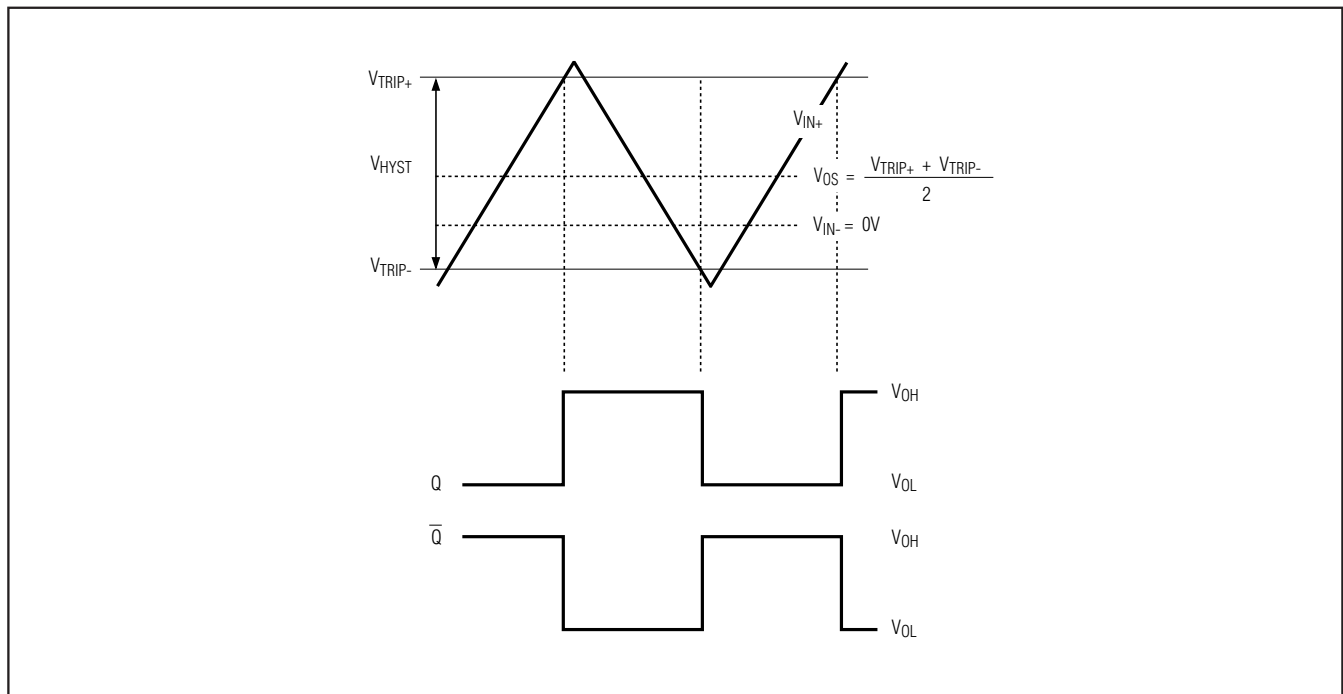 VTRIP+
VIN+
VHYST
VOS = VTRIP+ + VTRIP-
2
VIN- = 0V
VTRIP-
VOH
Q
VOL
Q̅
VOH
VOL